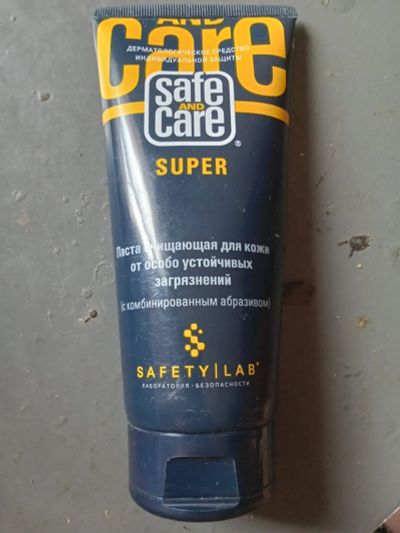 AND
care
ДЕРМАТОЛОГИЧЕСКОЕ СРЕДСТВО
ИНДИВИДУАЛЬНОЙ ЗАЩИТЫ
safe
AND
care
®
SUPER
Паста очищающая для кожи
от особо устойчивых
загрязнений
(с комбинированным абразивом)
SAFETY|LAB®
ЛАБОРАТОРИЯ · БЕЗОПАСНОСТИ